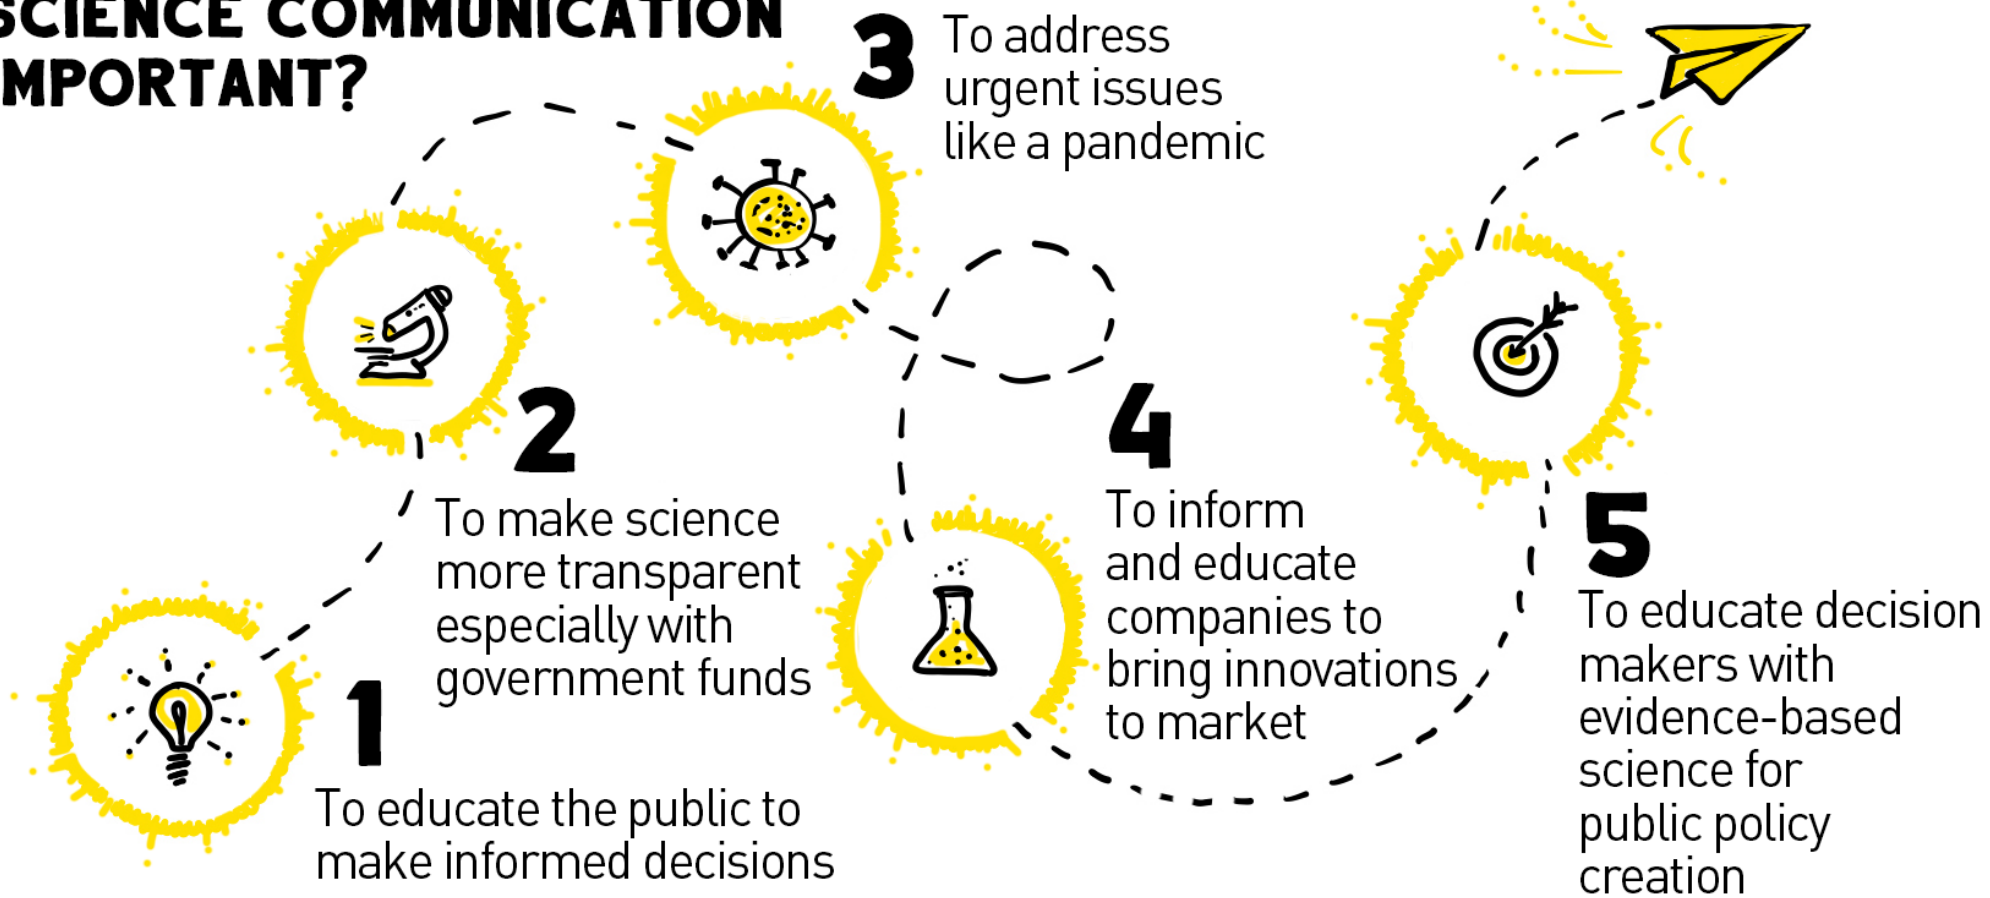 SCIENCE COMMUNICATION
IMPORTANT?
1
To educate the public to
make informed decisions
2
To make science
more transparent
especially with
government funds
3
To address
urgent issues
like a pandemic
4
To inform
and educate
companies to
bring innovations
to market
5
To educate decision
makers with
evidence-based
science for
public policy
creation